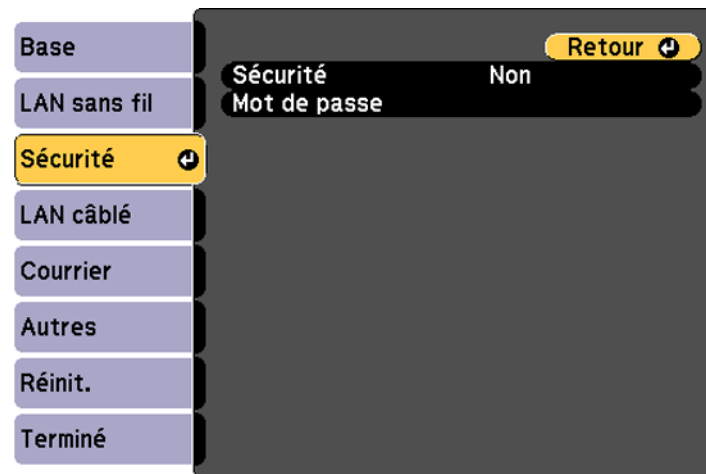 Base
LAN sans fil
Sécurité
LAN câblé
Courrier
Autres
Réinit.
Terminé
Retour
Sécurité Non
Mot de passe